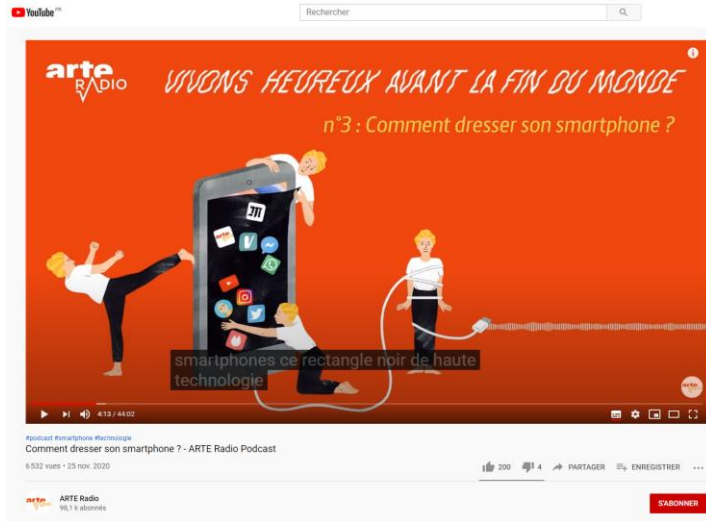 YouTube FR
Rechercher
arte
RADIO
VIVONS HEUREUX AVANT LA FIN DU MONDE
n°3 : Comment dresser son smartphone ?
smartphones ce rectangle noir de haute
technologie
4:13 / 44:02
#podcast #smartphone #technologie
Comment dresser son smartphone ? - ARTE Radio Podcast
6 532 vues • 25 nov. 2020
200
4
PARTAGER
ENREGISTRER
ARTE Radio
98,1 k abonnés
S'ABONNER